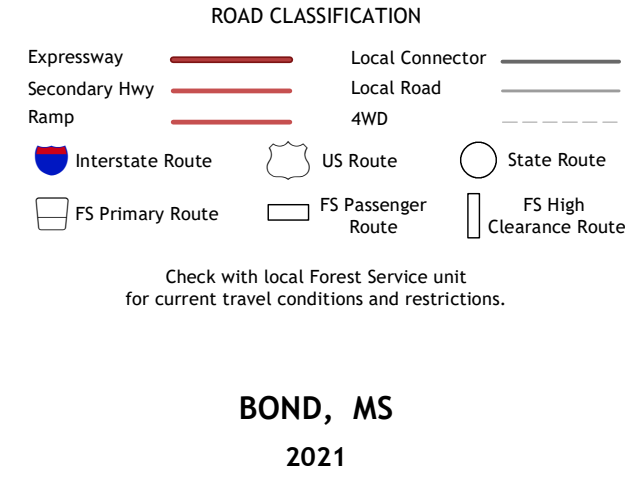 ROAD CLASSIFICATION
Expressway
Local Connector
Secondary Hwy
Local Road
Ramp
4WD
Interstate Route
US Route
State Route
FS Primary Route
FS Passenger
Route
FS High
Clearance Route
Check with local Forest Service unit
for current travel conditions and restrictions.
BOND, MS
2021